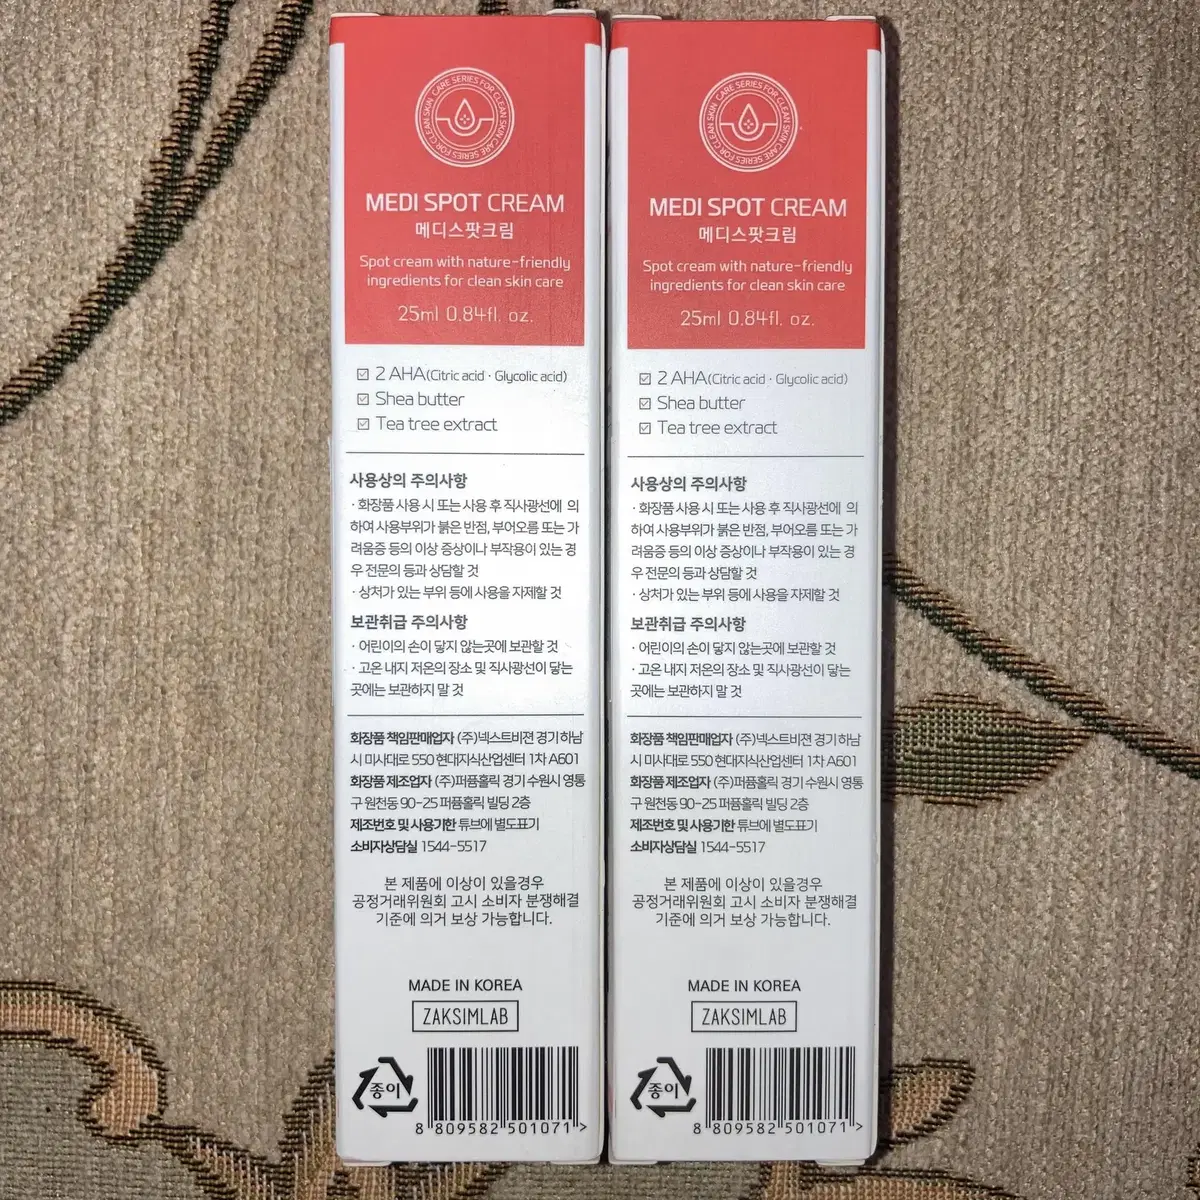 CARE SERIES FOR CLEAN SKIN CARE SERIES FOR CLEAN SKIN
MEDI SPOT CREAM
메디스팟크림
Spot cream with nature-friendly
ingredients for clean skin care
25ml 0.84fl. oz.
2 AHA(Citric acid · Glycolic acid)
Shea butter
Tea tree extract
사용상의 주의사항
· 화장품 사용 시 또는 사용 후 직사광선에 의
하여 사용부위가 붉은 반점, 부어오름 또는 가
려움증 등의 이상 증상이나 부작용이 있는 경
우 전문의 등과 상담할 것
· 상처가 있는 부위 등에 사용을 자제할 것
보관취급 주의사항
· 어린이의 손이 닿지 않는곳에 보관할 것
· 고온 내지 저온의 장소 및 직사광선이 닿는
곳에는 보관하지 말 것
화장품 책임판매업자 (주)넥스트비젼 경기 하남
시 미사대로 550 현대지식산업센터 1차 A601
화장품 제조업자 (주)퍼퓸홀릭 경기 수원시 영통
구 원천동 90-25 퍼퓸홀릭 빌딩 2층
제조번호 및 사용기한 튜브에 별도표기
소비자상담실 1544-5517
본 제품에 이상이 있을경우
공정거래위원회 고시 소비자 분쟁해결
기준에 의거 보상 가능합니다.
MADE IN KOREA
ZAKSIMLAB
종이
8 809582 501071 >
CARE SERIES FOR CLEAN SKIN CARE SERIES FOR CLEAN SKIN
MEDI SPOT CREAM
메디스팟크림
Spot cream with nature-friendly
ingredients for clean skin care
25ml 0.84fl. oz.
2 AHA(Citric acid · Glycolic acid)
Shea butter
Tea tree extract
사용상의 주의사항
· 화장품 사용 시 또는 사용 후 직사광선에 의
하여 사용부위가 붉은 반점, 부어오름 또는 가
려움증 등의 이상 증상이나 부작용이 있는 경
우 전문의 등과 상담할 것
· 상처가 있는 부위 등에 사용을 자제할 것
보관취급 주의사항
· 어린이의 손이 닿지 않는곳에 보관할 것
· 고온 내지 저온의 장소 및 직사광선이 닿는
곳에는 보관하지 말 것
화장품 책임판매업자 (주)넥스트비젼 경기 하남
시 미사대로 550 현대지식산업센터 1차 A601
화장품 제조업자 (주)퍼퓸홀릭 경기 수원시 영통
구 원천동 90-25 퍼퓸홀릭 빌딩 2층
제조번호 및 사용기한 튜브에 별도표기
소비자상담실 1544-5517
본 제품에 이상이 있을경우
공정거래위원회 고시 소비자 분쟁해결
기준에 의거 보상 가능합니다.
MADE IN KOREA
ZAKSIMLAB
종이
8 809582 501071 >